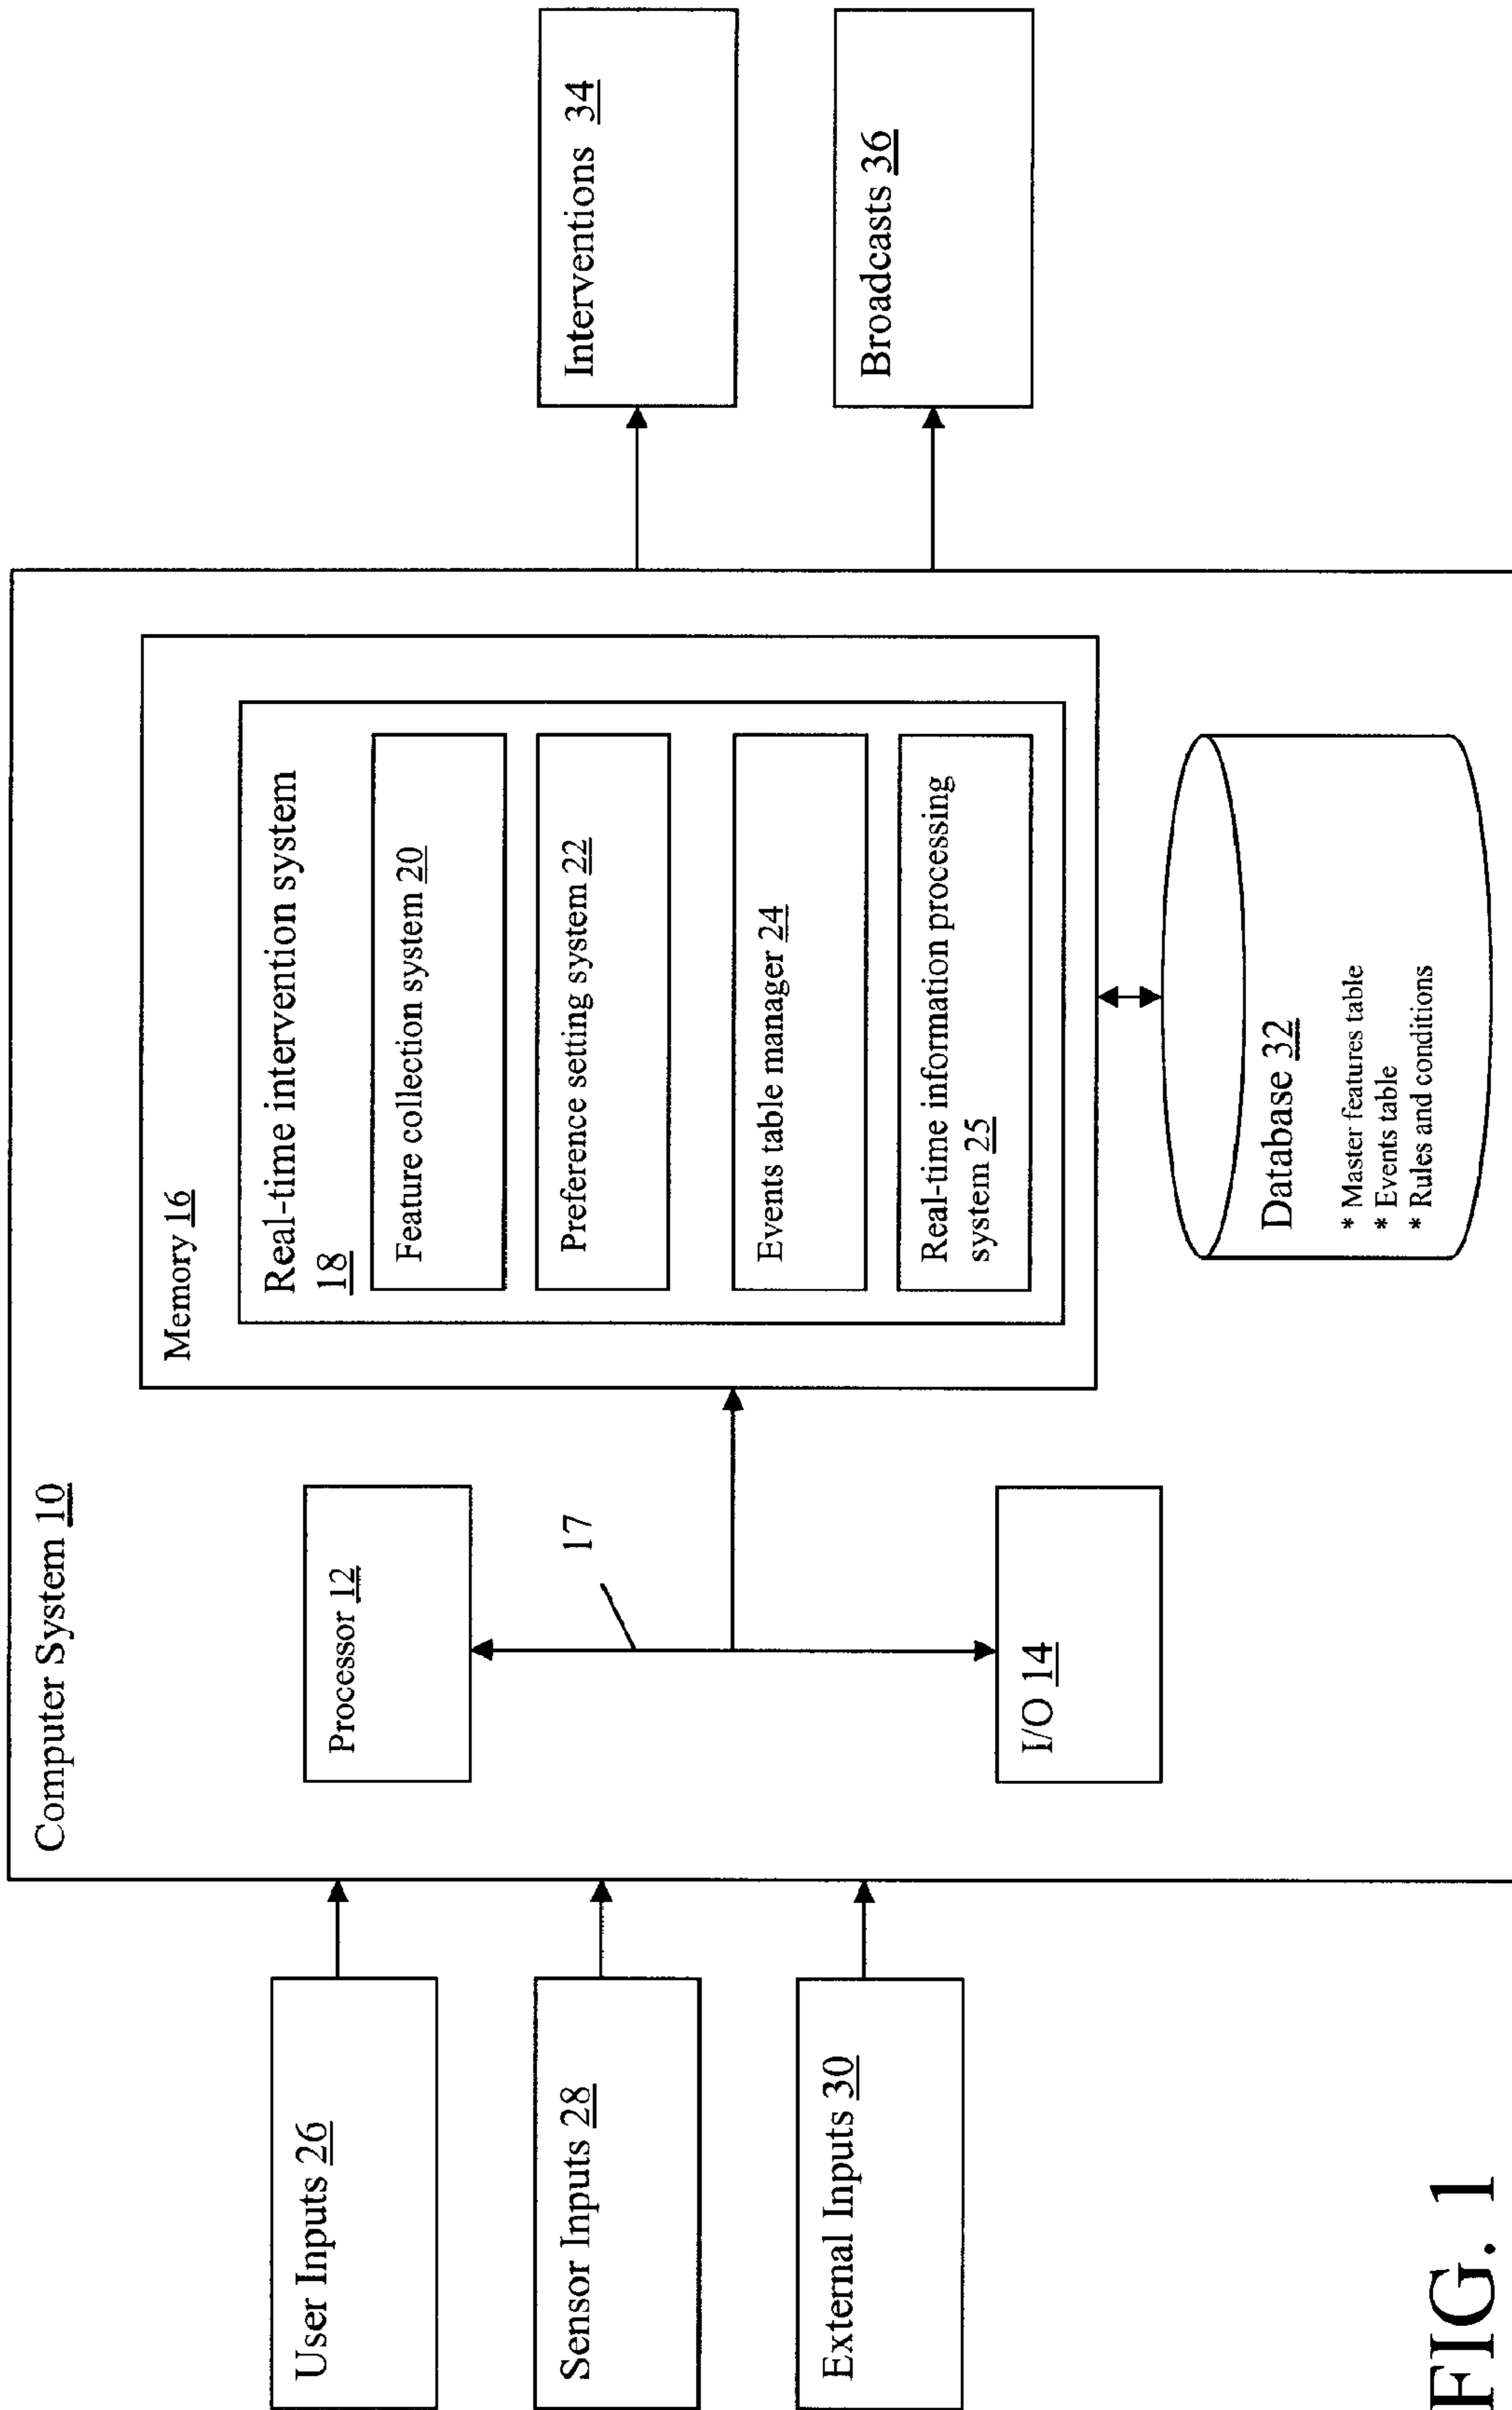 Computer System 10
User Inputs 26
Sensor Inputs 28
External Inputs 30
Processor 12
17
I/O 14
Memory 16
Real-time intervention system
18
Feature collection system 20
Preference setting system 22
Events table manager 24
Real-time information processing
system 25
Database 32
* Master features table
* Events table
* Rules and conditions
Interventions 34
Broadcasts 36
FIG. 1